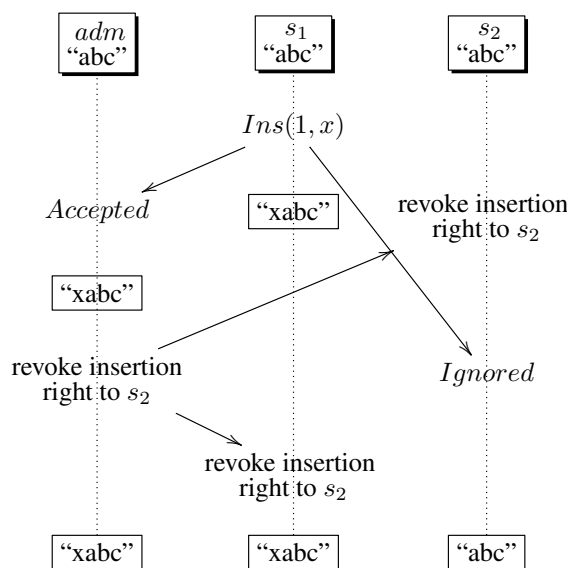 adm
“abc”
s₁
“abc”
s₂
“abc”
Ins(1, x)
Accepted
“xabc”
revoke insertion
right to s₂
“xabc”
revoke insertion
right to s₂
Ignored
revoke insertion
right to s₂
“xabc”
“xabc”
“abc”